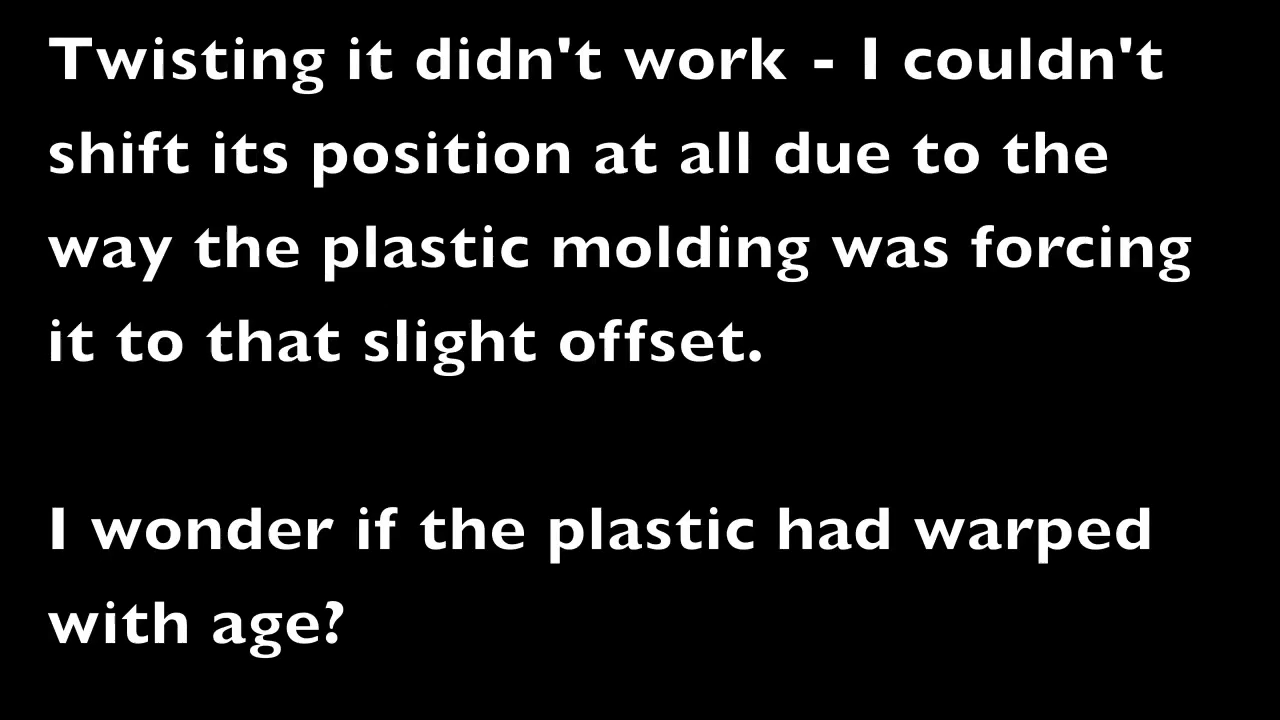 Twisting it didn't work - I couldn't
shift its position at all due to the
way the plastic molding was forcing
it to that slight offset.
I wonder if the plastic had warped
with age?